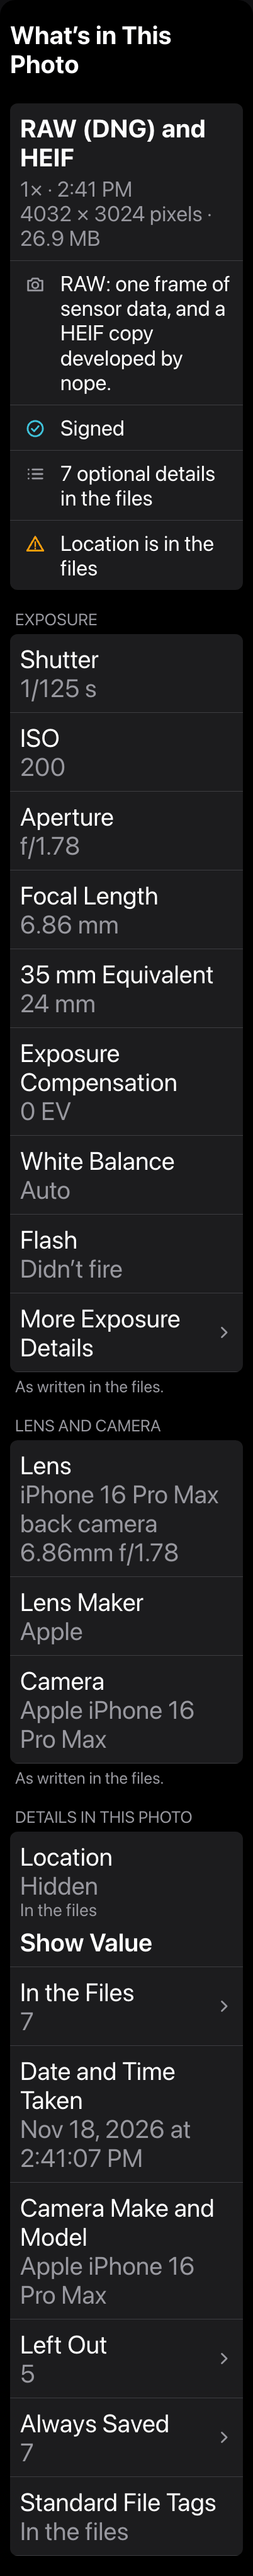 What’s in This
Photo
RAW (DNG) and
HEIF
1× · 2:41 PM
4032 × 3024 pixels ·
26.9 MB
RAW: one frame of
sensor data, and a
HEIF copy
developed by
nope.
Signed
7 optional details
in the files
Location is in the
files
EXPOSURE
Shutter
1/125 s
ISO
200
Aperture
f/1.78
Focal Length
6.86 mm
35 mm Equivalent
24 mm
Exposure
Compensation
0 EV
White Balance
Auto
Flash
Didn’t fire
More Exposure
Details
As written in the files.
LENS AND CAMERA
Lens
iPhone 16 Pro Max
back camera
6.86mm f/1.78
Lens Maker
Apple
Camera
Apple iPhone 16
Pro Max
As written in the files.
DETAILS IN THIS PHOTO
Location
Hidden
In the files
Show Value
In the Files
7
Date and Time
Taken
Nov 18, 2026 at
2:41:07 PM
Camera Make and
Model
Apple iPhone 16
Pro Max
Left Out
5
Always Saved
7
Standard File Tags
In the files